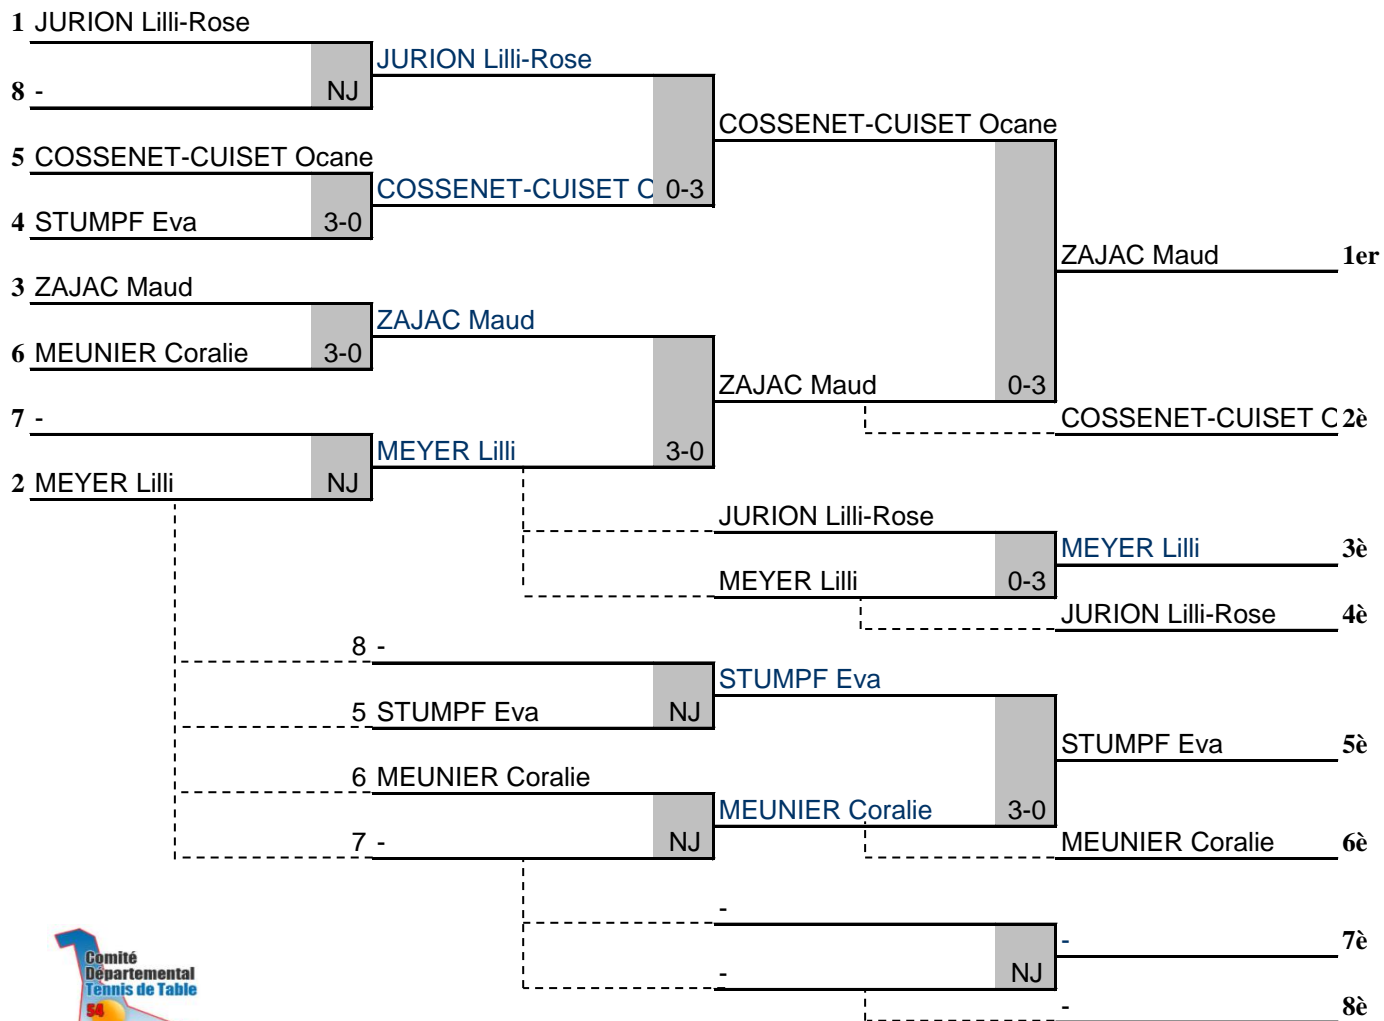 1 JURION Lilli-Rose
JURION Lilli-Rose
8 - NJ
COSSENET-CUISET Ocane
5 COSSENET-CUISET Ocane
COSSENET-CUISET O 0-3
4 STUMPF Eva 3-0
ZAJAC Maud 1er
3 ZAJAC Maud
ZAJAC Maud
6 MEUNIER Coralie 3-0
ZAJAC Maud 0-3
7 -
COSSENET-CUISET O 2è
MEYER Lilli 3-0
2 MEYER Lilli NJ
JURION Lilli-Rose
MEYER Lilli 3è
MEYER Lilli 0-3
JURION Lilli-Rose 4è
8 -
STUMPF Eva
5 STUMPF Eva NJ
STUMPF Eva 5è
6 MEUNIER Coralie
MEUNIER Coralie 3-0
7 - NJ
MEUNIER Coralie 6è
-
- 7è
- NJ
- 8è
Comité
Départemental
Tennis de Table
54